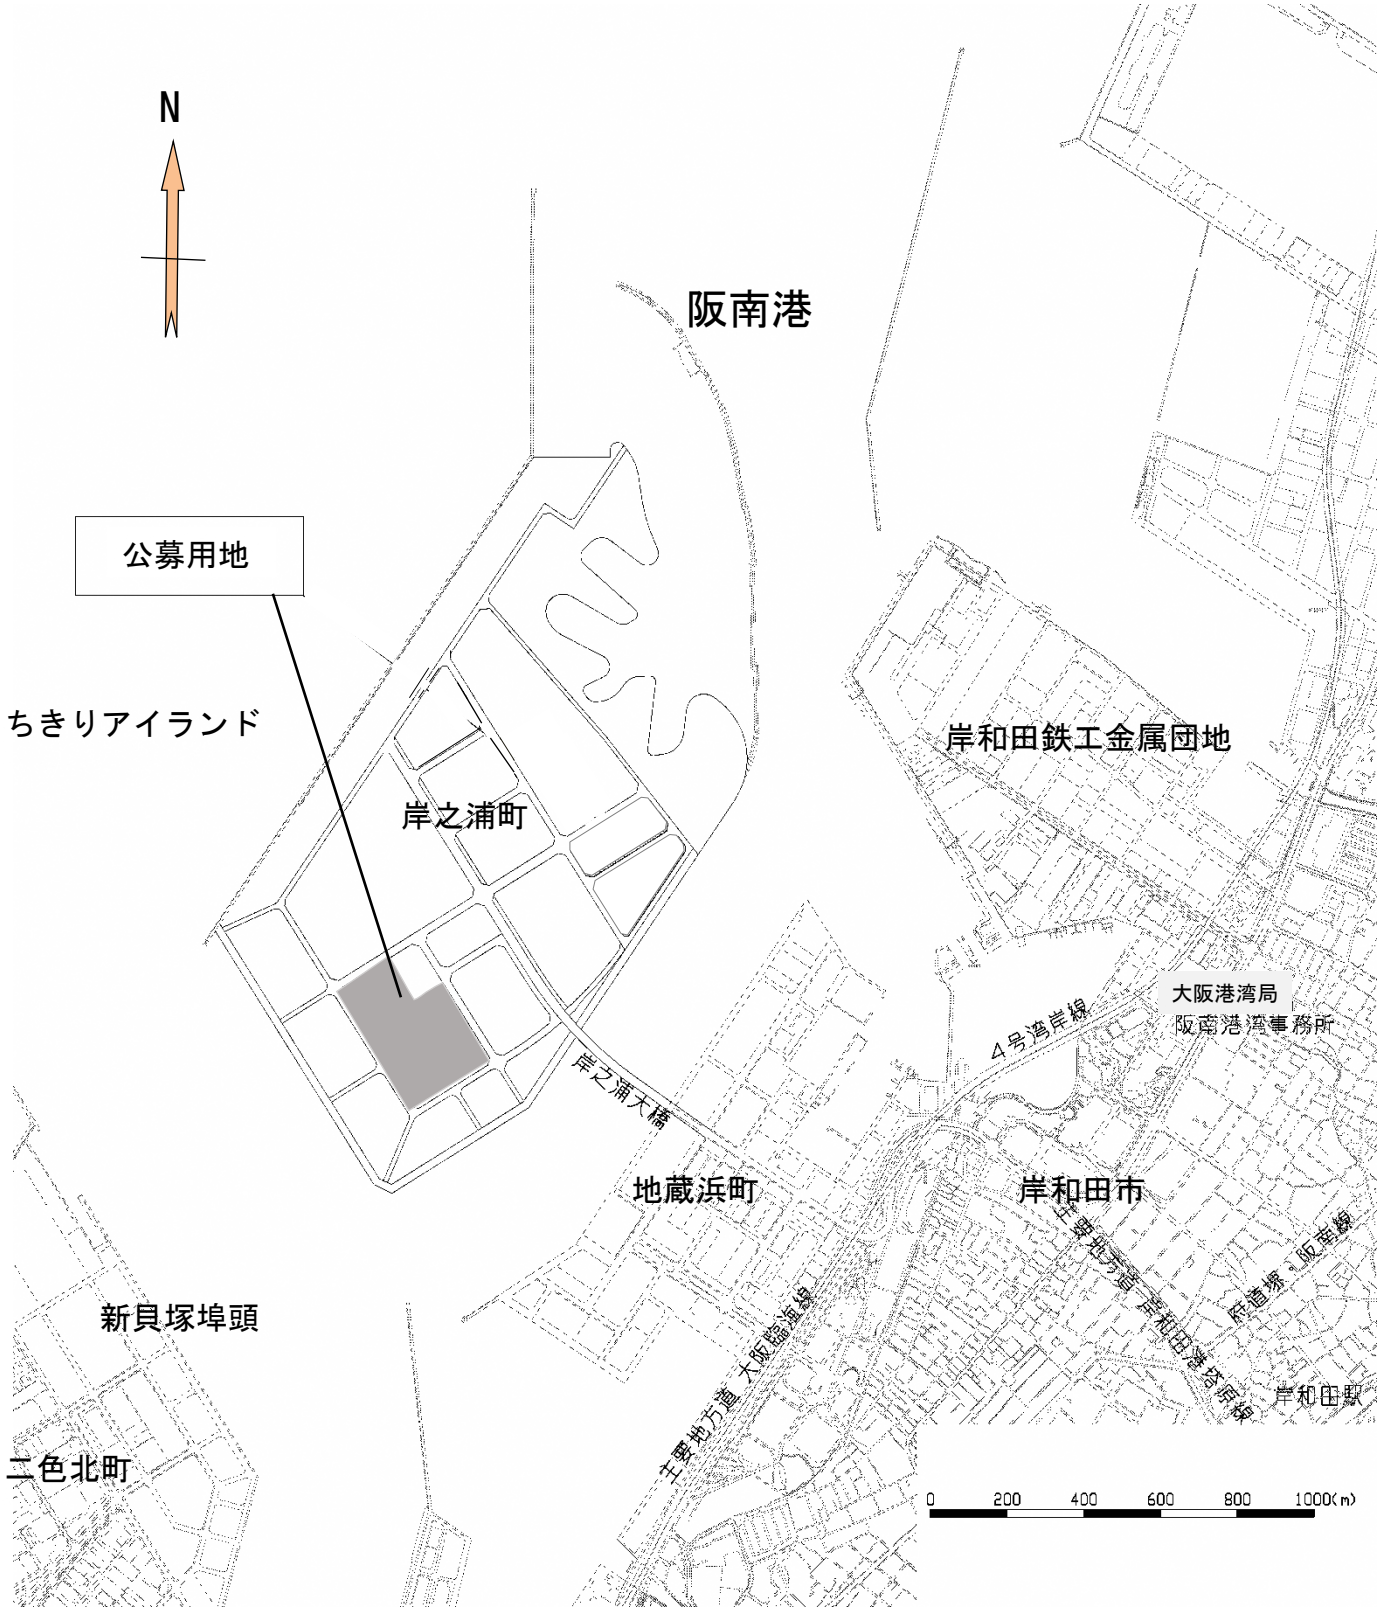 N
阪南港
公募用地
ちきりアイランド
岸和田鉄工金属団地
岸之浦町
大阪港湾局
阪南港湾事務所
4号湾岸線
岸之浦大橋
地蔵浜町
岸和田市
主要地方道 岸和田港塔原線
府道堺・阪南線
主要地方道 大阪臨海線
新貝塚埠頭
岸和田駅
二色北町
0 200 400 600 800 1000(m)